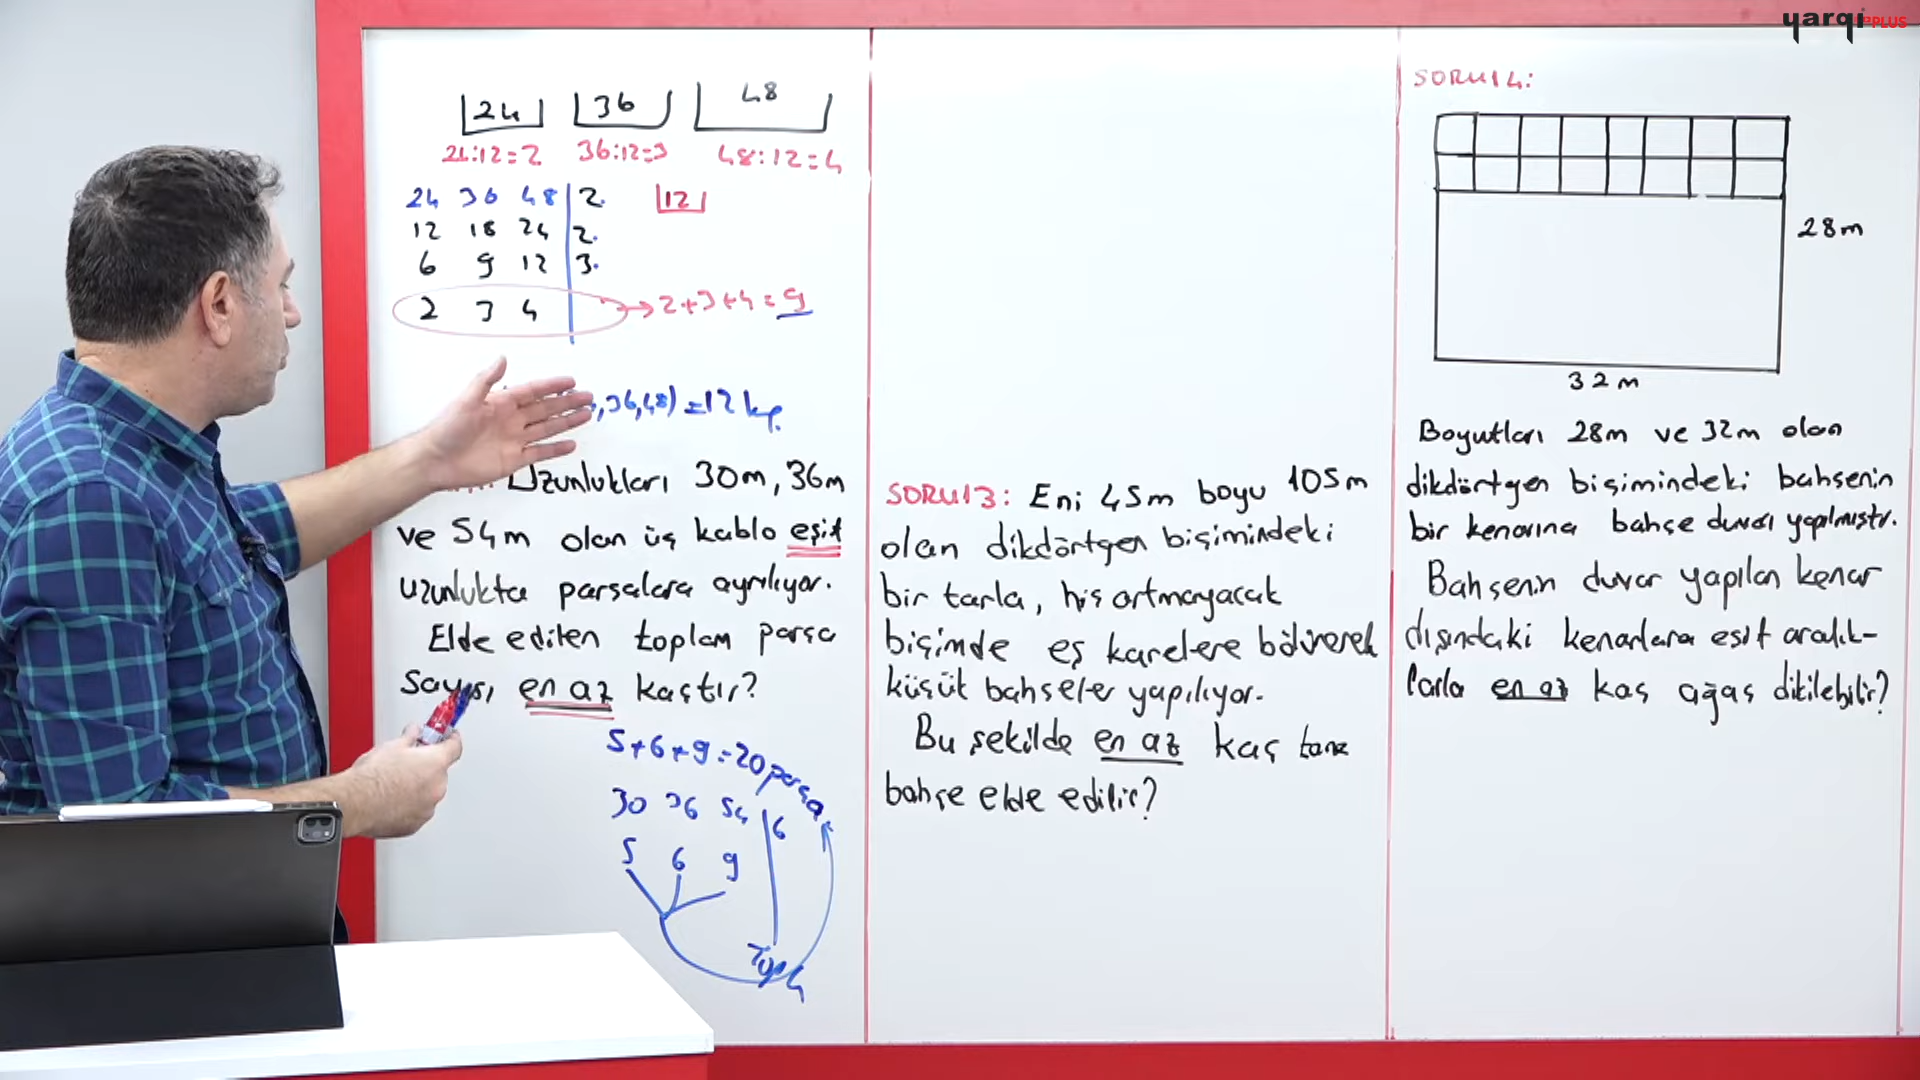 yarqı PLUS
24 36 48
24:12=2 36:12=3 48:12=4
24 36 48 2.
12 18 24 2.
6 9 12 3.
12
2 3 4 → 2+3+4=9
,36,48) = 12 kg.
Uzunlukları 30m, 36m
ve 54m olan üç kablo eşit
uzunlukta parçalara ayrılıyor.
Elde edilen toplam parça
sayısı en az kaçtır?
5+6+9=20 parça
30 36 54 6
5 6 9
SORU13: Eni 45m boyu 105m
olan dikdörtgen biçimindeki
bir tarla, hiç artmayacak
biçimde eş karelere bölünerek
küçük bahçeler yapılıyor.
Bu şekilde en az kaç tane
bahçe elde edilir?
SORU14:
28m
32m
Boyutları 28m ve 32m olan
dikdörtgen biçimindeki bahçenin
bir kenarına bahçe duvarı yapılmıştır.
Bahçenin duvar yapılan kenar
dışındaki kenarlara eşit aralık-
larla en az kaç ağaç dikilebilir?